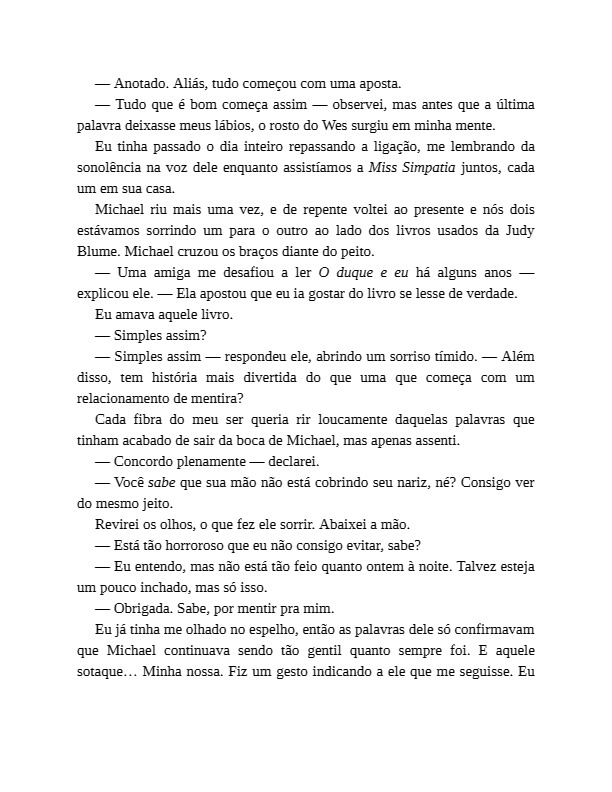 — Anotado. Aliás, tudo começou com uma aposta.
— Tudo que é bom começa assim — observei, mas antes que a última
palavra deixasse meus lábios, o rosto do Wes surgiu em minha mente.
Eu tinha passado o dia inteiro repassando a ligação, me lembrando da
sonolência na voz dele enquanto assistíamos a Miss Simpatia juntos, cada
um em sua casa.
Michael riu mais uma vez, e de repente voltei ao presente e nós dois
estávamos sorrindo um para o outro ao lado dos livros usados da Judy
Blume. Michael cruzou os braços diante do peito.
— Uma amiga me desafiou a ler O duque e eu há alguns anos —
explicou ele. — Ela apostou que eu ia gostar do livro se lesse de verdade.
Eu amava aquele livro.
— Simples assim?
— Simples assim — respondeu ele, abrindo um sorriso tímido. — Além
disso, tem história mais divertida do que uma que começa com um
relacionamento de mentira?
Cada fibra do meu ser queria rir loucamente daquelas palavras que
tinham acabado de sair da boca de Michael, mas apenas assenti.
— Concordo plenamente — declarei.
— Você sabe que sua mão não está cobrindo seu nariz, né? Consigo ver
do mesmo jeito.
Revirei os olhos, o que fez ele sorrir. Abaixei a mão.
— Está tão horroroso que eu não consigo evitar, sabe?
— Eu entendo, mas não está tão feio quanto ontem à noite. Talvez esteja
um pouco inchado, mas só isso.
— Obrigada. Sabe, por mentir pra mim.
Eu já tinha me olhado no espelho, então as palavras dele só confirmavam
que Michael continuava sendo tão gentil quanto sempre foi. E aquele
sotaque… Minha nossa. Fiz um gesto indicando a ele que me seguisse. Eu